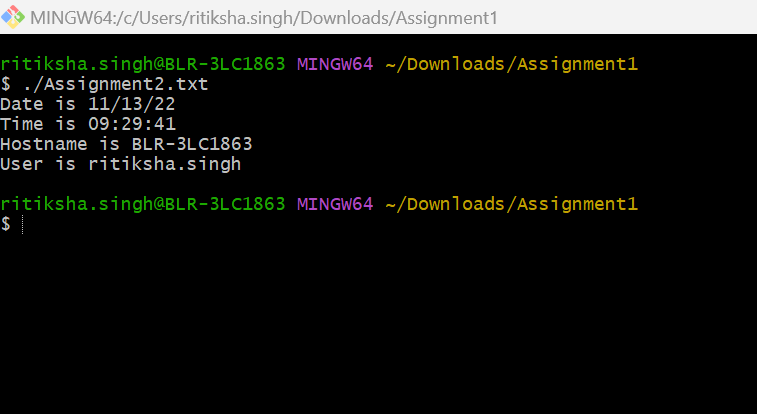 MINGW64:/c/Users/ritiksha.singh/Downloads/Assignment1
ritiksha.singh@BLR-3LC1863 MINGW64 ~/Downloads/Assignment1
$ ./Assignment2.txt
Date is 11/13/22
Time is 09:29:41
Hostname is BLR-3LC1863
User is ritiksha.singh
ritiksha.singh@BLR-3LC1863 MINGW64 ~/Downloads/Assignment1
$